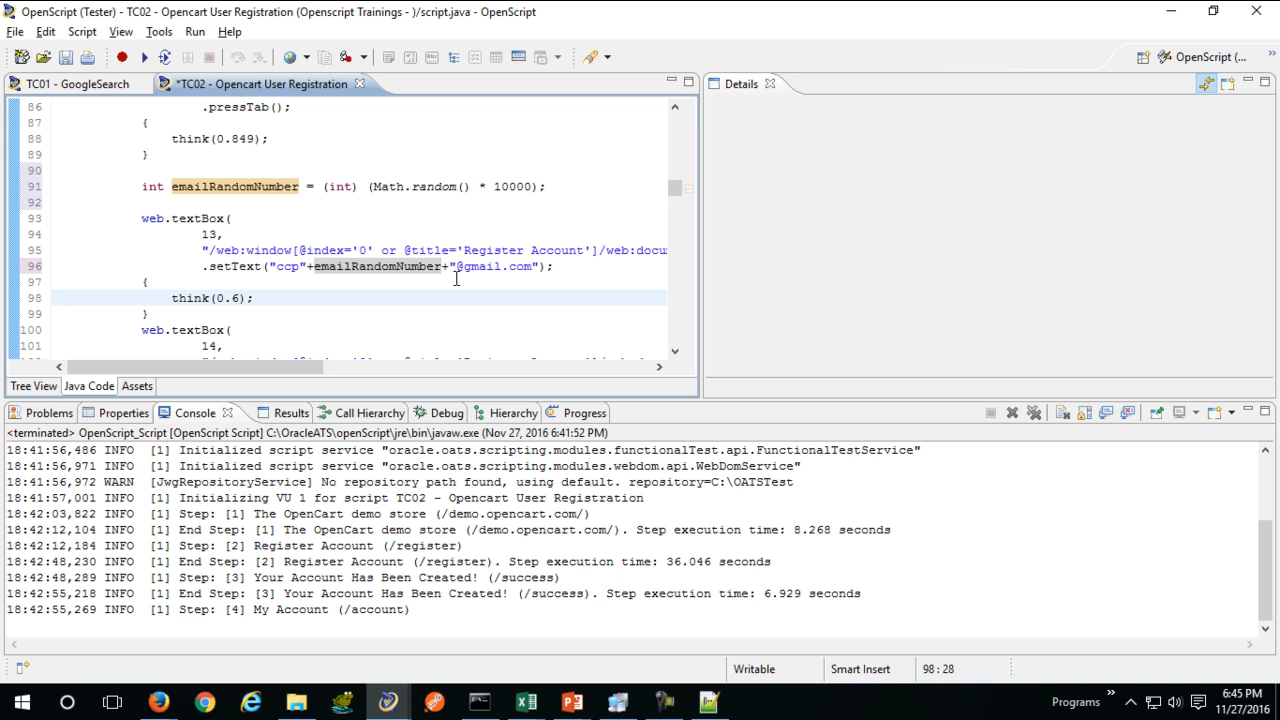 OpenScript (Tester) - TC02 - Opencart User Registration (Openscript Trainings - )/script.java - OpenScript
File Edit Script View Tools Run Help
OpenScript (...
TC01 - GoogleSearch
*TC02 - Opencart User Registration
Details
86 .pressTab();
87 {
88 think(0.849);
89 }
90
91 int emailRandomNumber = (int) (Math.random() * 10000);
92
93 web.textBox(
94 13,
95 "/web:window[@index='0' or @title='Register Account']/web:docu
96 .setText("ccp"+emailRandomNumber+"@gmail.com");
97 {
98 think(0.6);
99 }
100 web.textBox(
101 14,
Tree View Java Code Assets
Problems Properties Console Results Call Hierarchy Debug Hierarchy Progress
<terminated> OpenScript_Script [OpenScript Script] C:\OracleATS\openScript\jre\bin\javaw.exe (Nov 27, 2016 6:41:52 PM)
18:41:56,486 INFO [1] Initialized script service "oracle.oats.scripting.modules.functionalTest.api.FunctionalTestService"
18:41:56,971 INFO [1] Initialized script service "oracle.oats.scripting.modules.webdom.api.WebDomService"
18:41:56,972 WARN [JwgRepositoryService] No repository path found, using default. repository=C:\OATSTest
18:41:57,001 INFO [1] Initializing VU 1 for script TC02 - Opencart User Registration
18:42:03,822 INFO [1] Step: [1] The OpenCart demo store (/demo.opencart.com/)
18:42:12,104 INFO [1] End Step: [1] The OpenCart demo store (/demo.opencart.com/). Step execution time: 8.268 seconds
18:42:12,184 INFO [1] Step: [2] Register Account (/register)
18:42:48,230 INFO [1] End Step: [2] Register Account (/register). Step execution time: 36.046 seconds
18:42:48,289 INFO [1] Step: [3] Your Account Has Been Created! (/success)
18:42:55,218 INFO [1] End Step: [3] Your Account Has Been Created! (/success). Step execution time: 6.929 seconds
18:42:55,269 INFO [1] Step: [4] My Account (/account)
Writable Smart Insert 98 : 28
Programs
6:45 PM
11/27/2016